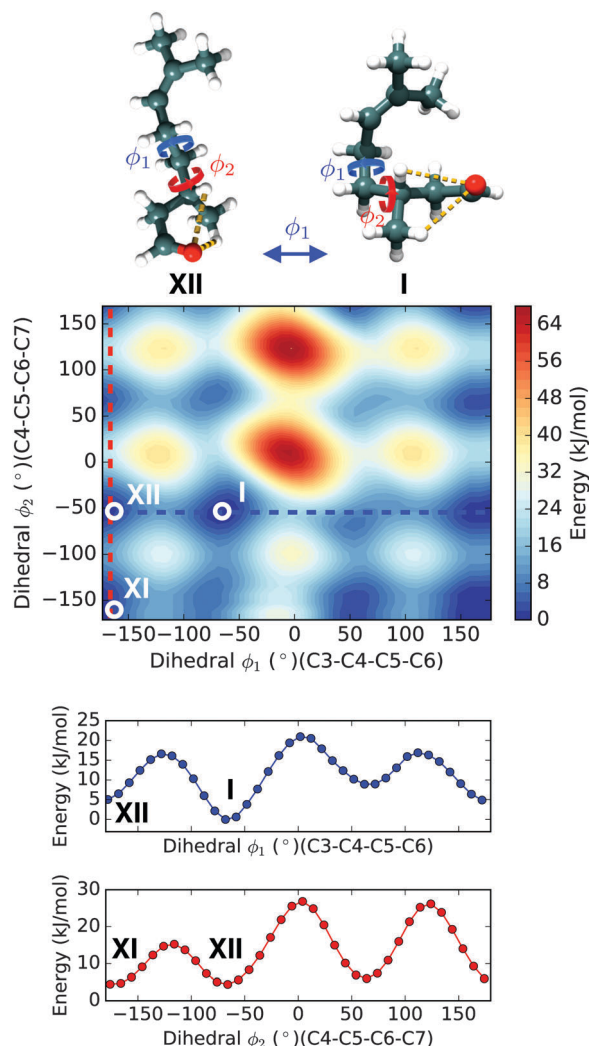 ϕ1
ϕ2
ϕ1
ϕ2
ϕ1
XII
I
150
100
50
0
−50
−100
−150
Dihedral ϕ2 (°)(C4-C5-C6-C7)
XII
I
XI
−150 −100 −50 0 50 100 150
Dihedral ϕ1 (°)(C3-C4-C5-C6)
64
56
48
40
32
24
16
8
0
Energy (kJ/mol)
25
20
15
10
5
0
Energy (kJ/mol)
I
XII
Dihedral ϕ1 (°)(C3-C4-C5-C6)
30
20
10
0
Energy (kJ/mol)
XI
XII
−150 −100 −50 0 50 100 150
Dihedral ϕ2 (°)(C4-C5-C6-C7)